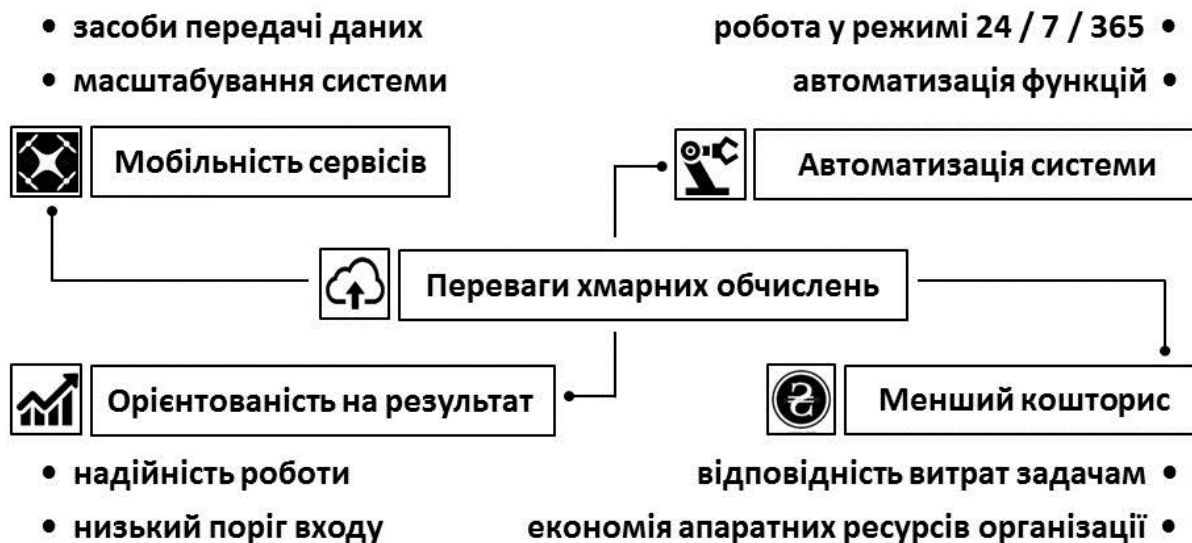 • засоби передачі даних
• масштабування системи
робота у режимі 24 / 7 / 365 •
автоматизація функцій •
Мобільність сервісів
Автоматизація системи
Переваги хмарних обчислень
Орієнтованість на результат
Менший кошторис
• надійність роботи
• низький поріг входу
відповідність витрат задачам •
економія апаратних ресурсів організації •